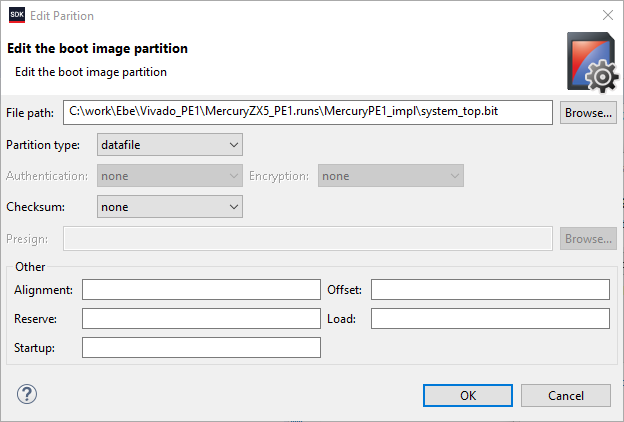 SDK Edit Parition
Edit the boot image partition
Edit the boot image partition
File path: C:\work\Ebe\Vivado_PE1\MercuryZX5_PE1.runs\MercuryPE1_impl\system_top.bit Browse...
Partition type: datafile
Authentication: none Encryption: none
Checksum: none
Presign: Browse...
Other
Alignment: Offset:
Reserve: Load:
Startup:
? OK Cancel